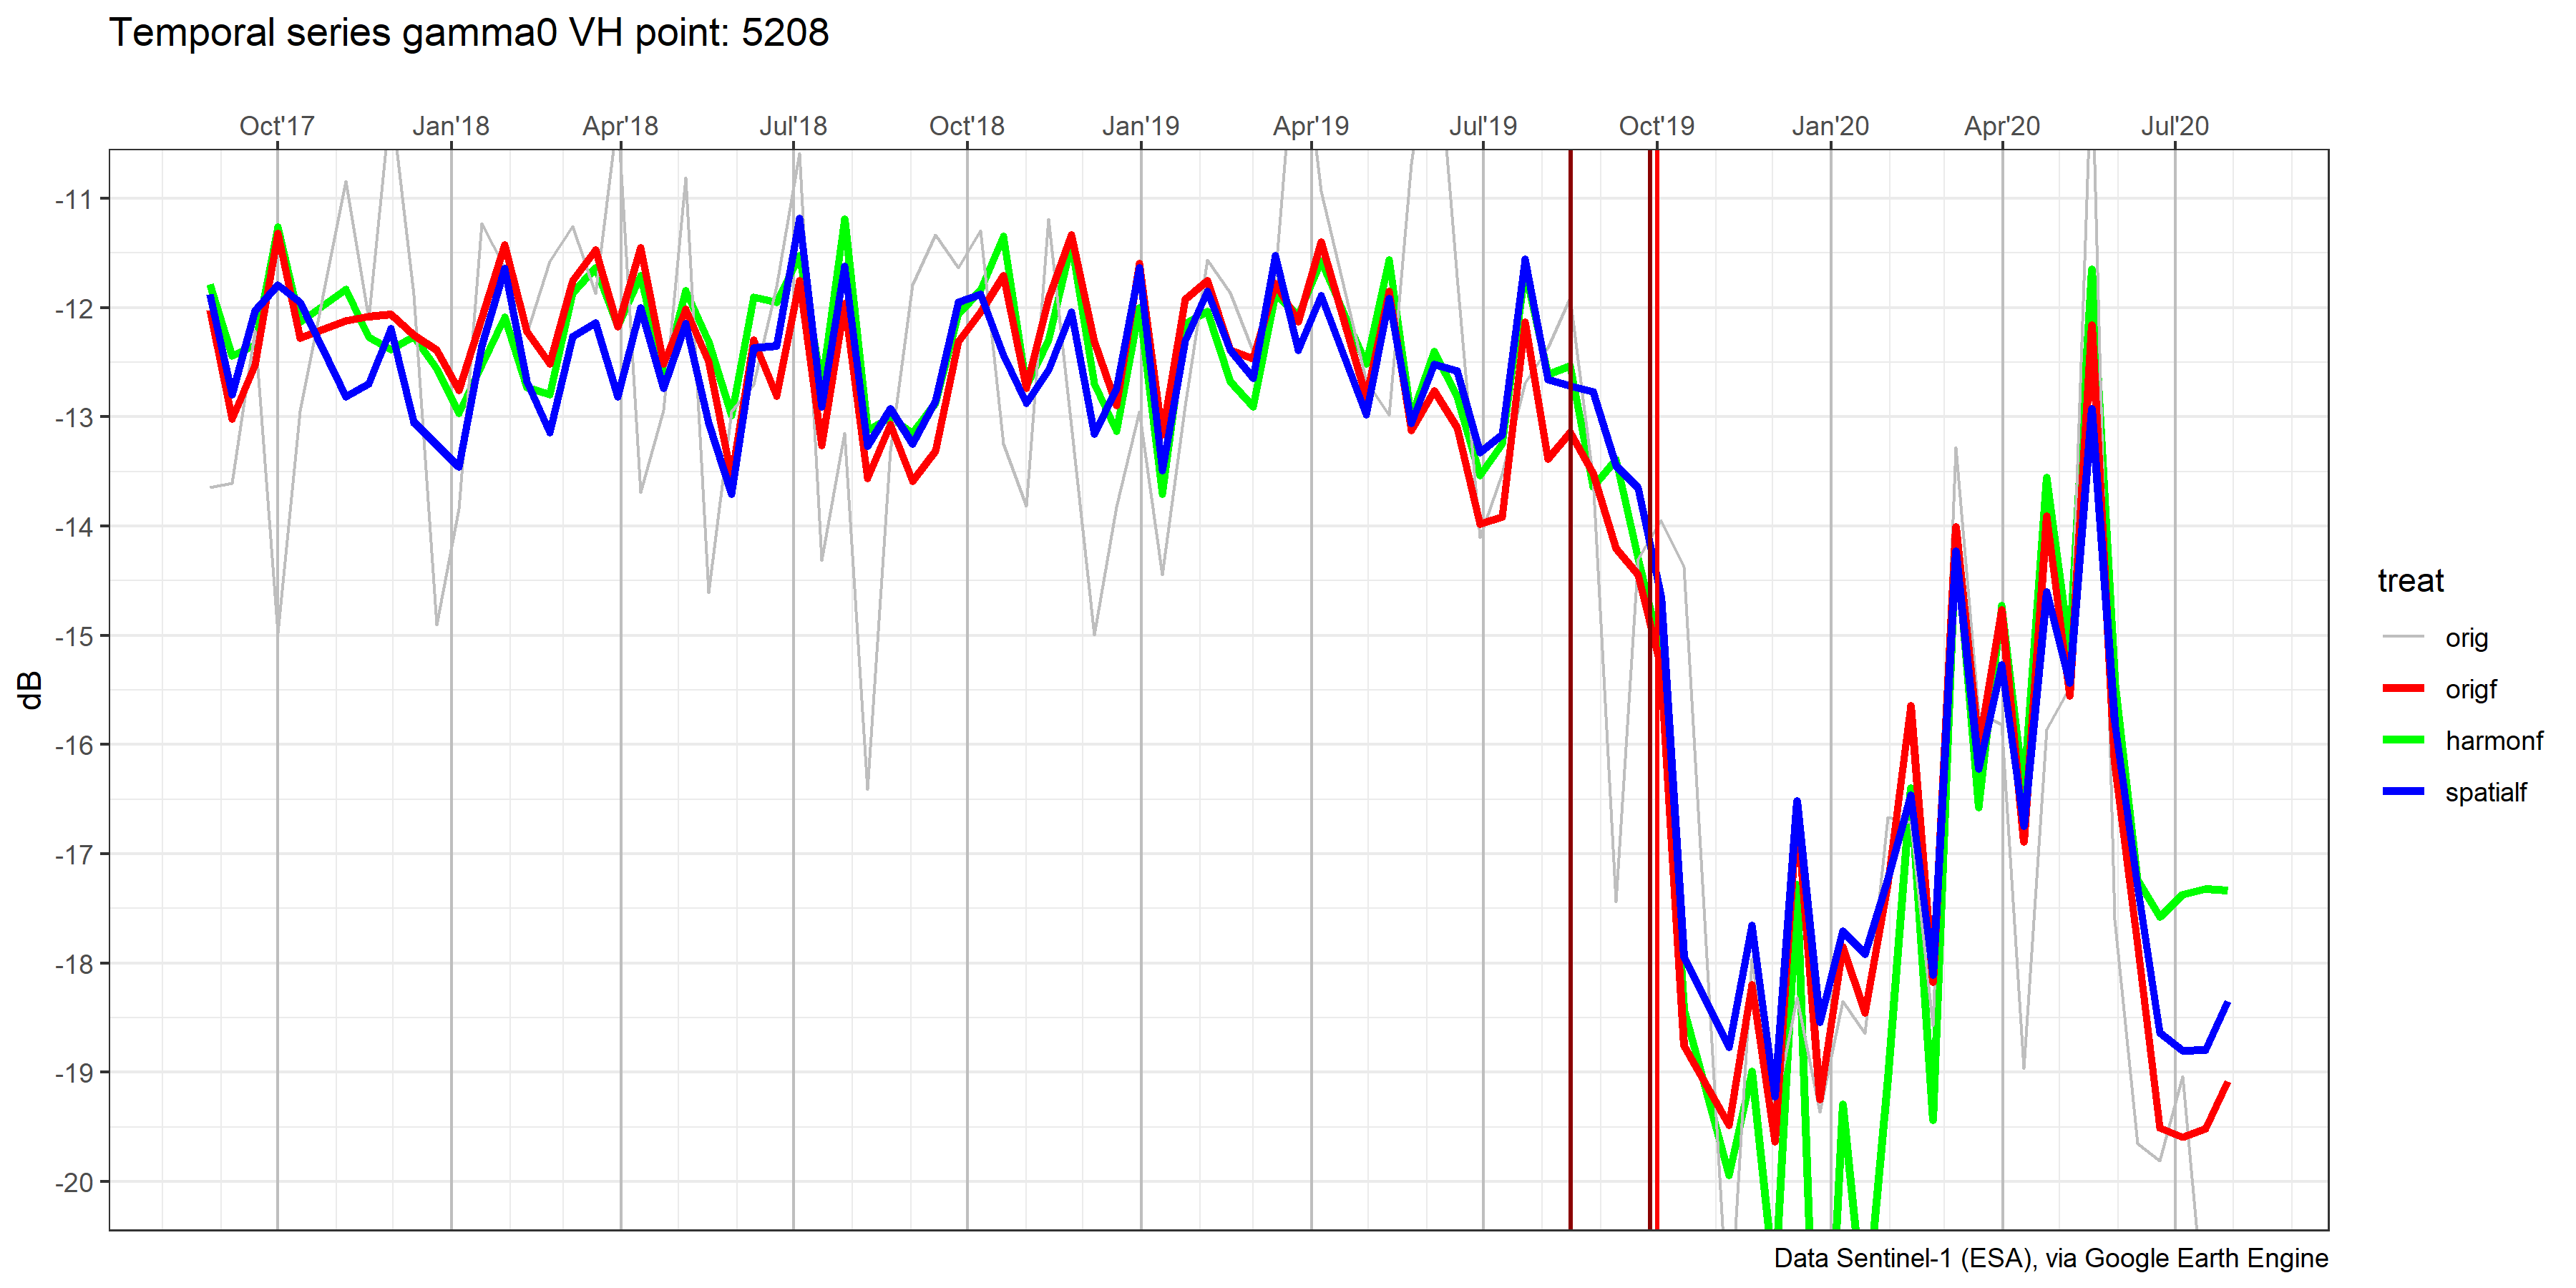 Temporal series gamma0 VH point: 5208
Oct'17 Jan'18 Apr'18 Jul'18 Oct'18 Jan'19 Apr'19 Jul'19 Oct'19 Jan'20 Apr'20 Jul'20
-11
-12
-13
-14
-15
-16
-17
-18
-19
-20
dB
treat
orig
origf
harmonf
spatialf
Data Sentinel-1 (ESA), via Google Earth Engine